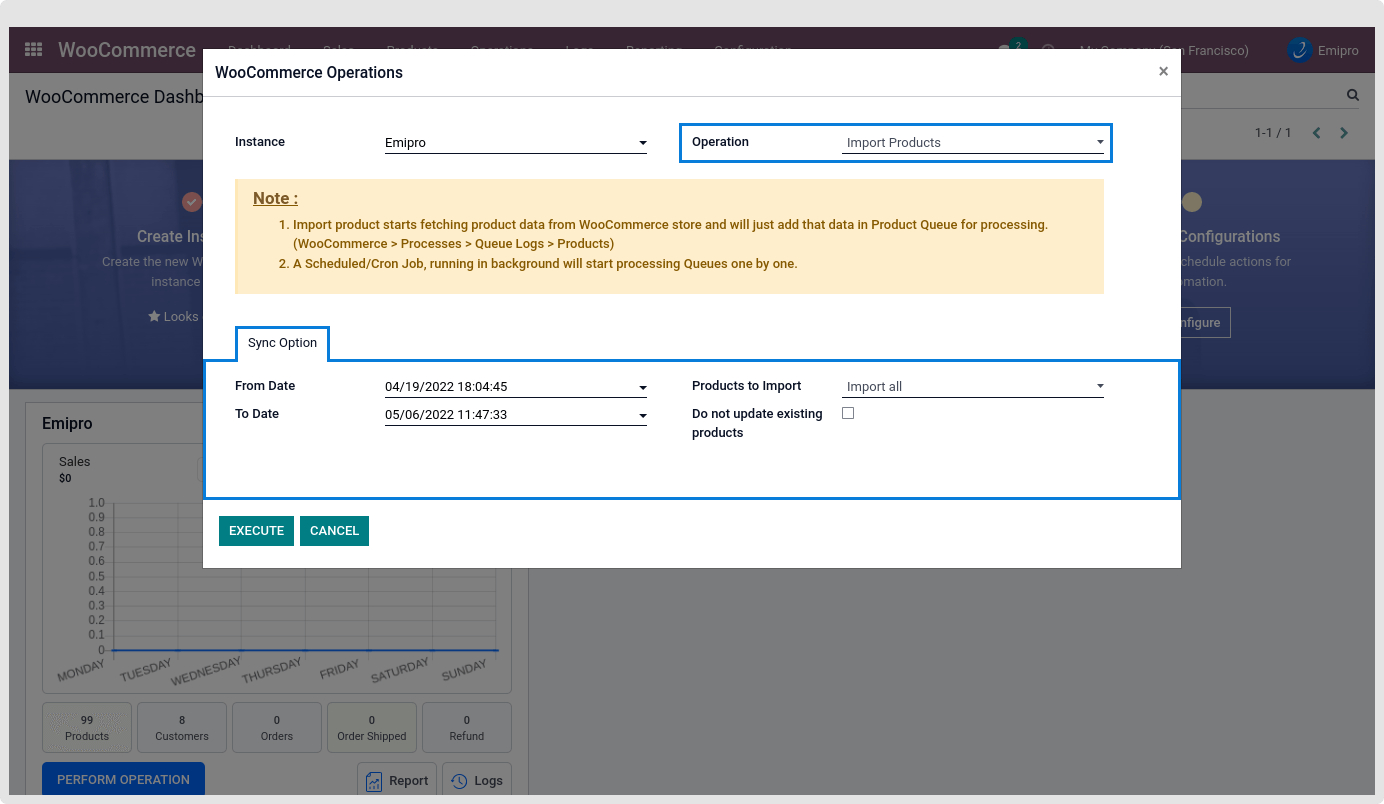 WooCommerce
2
My Company (San Francisco)
Emipro
WooCommerce Operations
×
WooCommerce Dashb
1-1 / 1
Instance
Emipro
Operation
Import Products
Note :
1. Import product starts fetching product data from WooCommerce store and will just add that data in Product Queue for processing.
(WooCommerce > Processes > Queue Logs > Products)
2. A Scheduled/Cron Job, running in background will start processing Queues one by one.
Create Ins
Create the new W
instance
Looks
Configurations
chedule actions for
mation.
nfigure
Sync Option
From Date
04/19/2022 18:04:45
Products to Import
Import all
To Date
05/06/2022 11:47:33
Do not update existing
products
EXECUTE
CANCEL
Emipro
Sales
$0
1.0
0.9
0.8
0.7
0.6
0.5
0.4
0.3
0.2
0.1
0
MONDAY
TUESDAY
WEDNESDAY
THURSDAY
FRIDAY
SATURDAY
SUNDAY
99
Products
8
Customers
0
Orders
0
Order Shipped
0
Refund
PERFORM OPERATION
Report
Logs